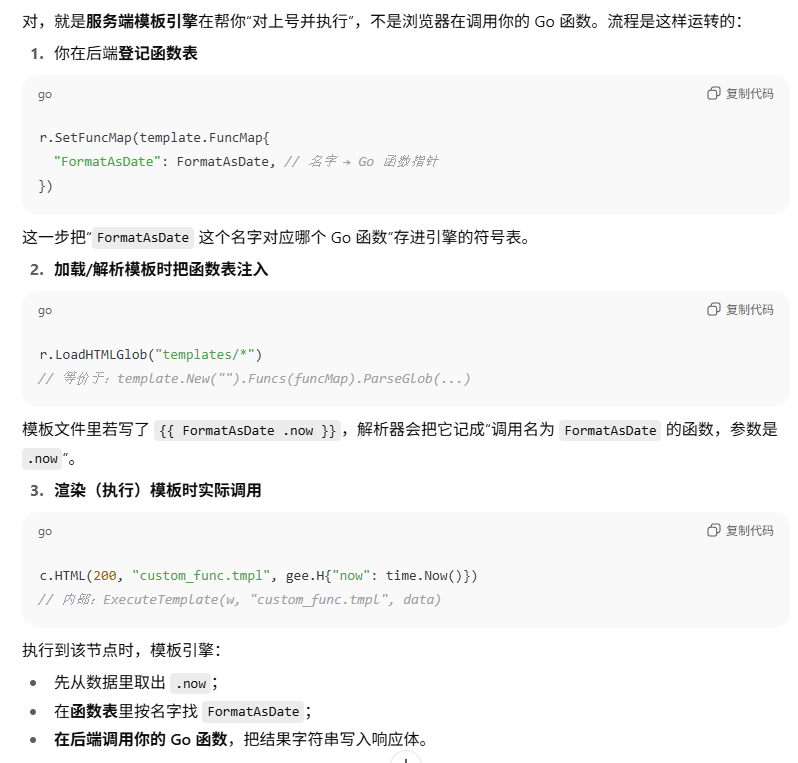 对，就是服务端模板引擎在帮你“对上号并执行”，不是浏览器在调用你的 Go 函数。流程是这样运转的：
1. 你在后端登记函数表
go 复制代码
r.SetFuncMap(template.FuncMap{
  "FormatAsDate": FormatAsDate, // 名字 → Go 函数指针
})
这一步把“FormatAsDate 这个名字对应哪个 Go 函数”存进引擎的符号表。
2. 加载/解析模板时把函数表注入
go 复制代码
r.LoadHTMLGlob("templates/*")
// 等价于：template.New("").Funcs(funcMap).ParseGlob(...)
模板文件里若写了 {{ FormatAsDate .now }}，解析器会把它记成“调用名为 FormatAsDate 的函数，参数是
.now”。
3. 渲染（执行）模板时实际调用
go 复制代码
c.HTML(200, "custom_func.tmpl", gee.H{"now": time.Now()})
// 内部：ExecuteTemplate(w, "custom_func.tmpl", data)
执行到该节点时，模板引擎：
• 先从数据里取出 .now；
• 在函数表里按名字找 FormatAsDate；
• 在后端调用你的 Go 函数，把结果字符串写入响应体。